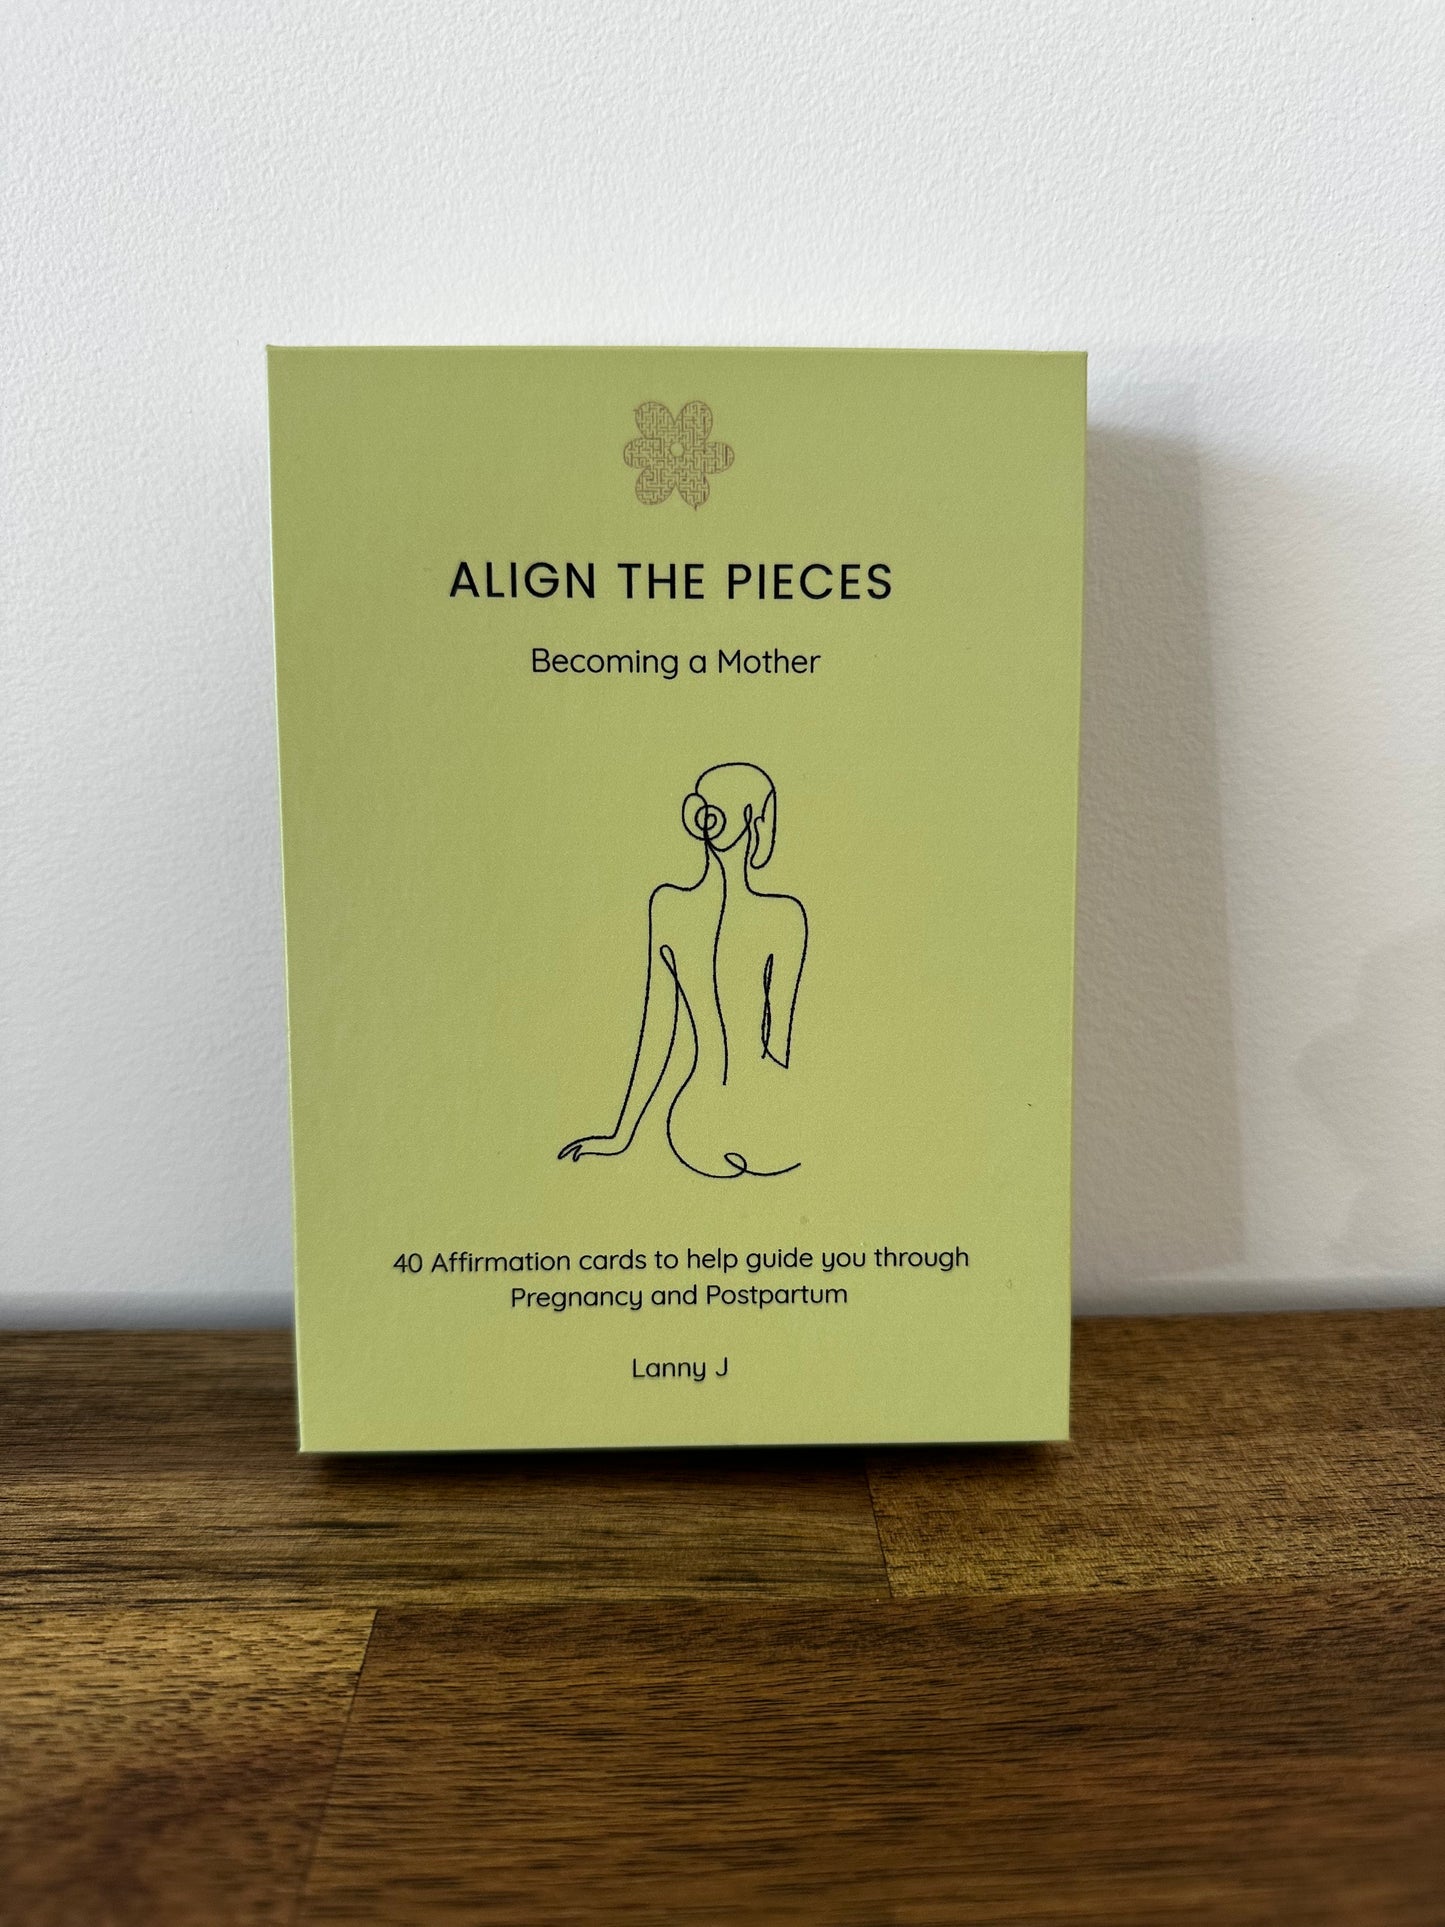 ALIGN THE PIECES
Becoming a Mother
40 Affirmation cards to help guide you through
Pregnancy and Postpartum
Lanny J